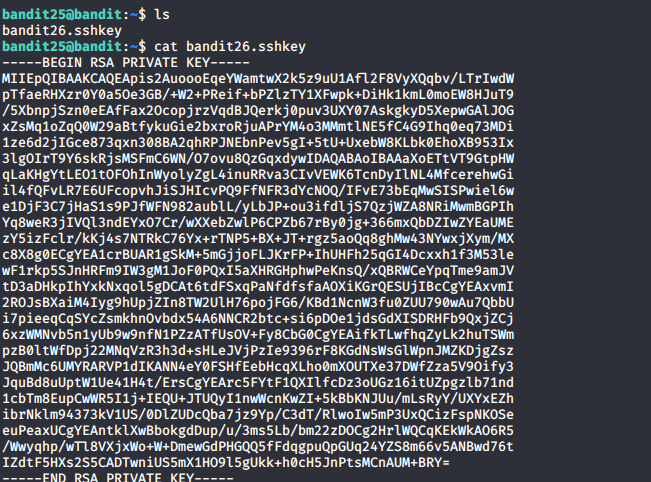 bandit25@bandit:~$ ls
bandit26.sshkey
bandit25@bandit:~$ cat bandit26.sshkey
-----BEGIN RSA PRIVATE KEY-----
MIIEpQIBAAKCAQEApis2AuoooEqeYWamtwX2k5z9uU1Afl2F8VyXQqbv/LTrIwdW
pTfaeRHXzr0Y0a5Oe3GB/+W2+PReif+bPZlzTY1XFwpk+DiHk1kmL0moEW8HJuT9
/5XbnpjSzn0eEAfFax2OcopjrzVqdBJQerkj0puv3UXY07AskgkyD5XepwGAlJOG
xZsMq1oZqQ0W29aBtfykuGie2bxroRjuAPrYM4o3MMmtlNE5fC4G9Ihq0eq73MDi
1ze6d2jIGce873qxn308BA2qhRPJNEbnPev5gI+5tU+UxebW8KLbk0EhoXB953Ix
3lgOIrT9Y6skRjsMSFmC6WN/O7ovu8QzGqxdywIDAQABAoIBAAaXoETtVT9GtpHW
qLaKHgYtLEO1tOFOhInWyolyZgL4inuRRva3CIvVEWK6TcnDyIlNL4MfcerehwGi
il4fQFvLR7E6UFcopvhJiSJHIcvPQ9FfNFR3dYcNOQ/IFvE73bEqMwSISPwiel6w
e1DjF3C7jHaS1s9PJfWFN982aublL/yLbJP+ou3ifdljS7QzjWZA8NRiMwmBGPIh
Yq8weR3jIVQl3ndEYxO7Cr/wXXebZwlP6CPZb67rBy0jg+366mxQbDZIwZYEaUME
zY5izFclr/kKj4s7NTRkC76Yx+rTNP5+BX+JT+rgz5aoQq8ghMw43NYwxjXym/MX
c8X8g0ECgYEA1crBUAR1gSkM+5mGjjoFLJKrFP+IhUHFh25qGI4Dcxxh1f3M53le
wF1rkp5SJnHRFm9IW3gM1JoF0PQxI5aXHRGHphwPeKnsQ/xQBRWCeYpqTme9amJV
tD3aDHkpIhYxkNxqol5gDCAt6tdFSxqPaNfdfsfaAOXiKGrQESUjIBcCgYEAxvmI
2ROJsBXaiM4Iyg9hUpjZIn8TW2UlH76pojFG6/KBd1NcnW3fu0ZUU790wAu7QbbU
i7pieeqCqSYcZsmkhnOvbdx54A6NNCR2btc+si6pDOe1jdsGdXISDRHFb9QxjZCj
6xzWMNvb5n1yUb9w9nfN1PZzATfUsOV+Fy8CbG0CgYEAifkTLwfhqZyLk2huTSWm
pzB0ltWfDpj22MNqVzR3h3d+sHLeJVjPzIe9396rF8KGdNsWsGlWpnJMZKDjgZsz
JQBmMc6UMYRARVP1dIKANN4eY0FSHfEebHcqXLho0mXOUTXe37DWfZza5V9Oify3
JquBd8uUptW1Ue41H4t/ErsCgYEArc5FYtF1QXIlfcDz3oUGz16itUZpgzlb71nd
1cbTm8EupCwWR5I1j+IEQU+JTUQyI1nwWcnKwZI+5kBbKNJUu/mLsRyY/UXYxEZh
ibrNklm94373kV1US/0DlZUDcQba7jz9Yp/C3dT/RlwoIw5mP3UxQCizFspNKOSe
euPeaxUCgYEAntklXwBbokgdDup/u/3ms5Lb/bm22zDOCg2HrlWQCqKEkWkAO6R5
/Wwyqhp/wTl8VXjxWo+W+DmewGdPHGQQ5fFdqgpuQpGUq24YZS8m66v5ANBwd76t
IZdtF5HXs2S5CADTwniUS5mX1HO9l5gUkk+h0cH5JnPtsMCnAUM+BRY=
-----END RSA PRIVATE KEY-----